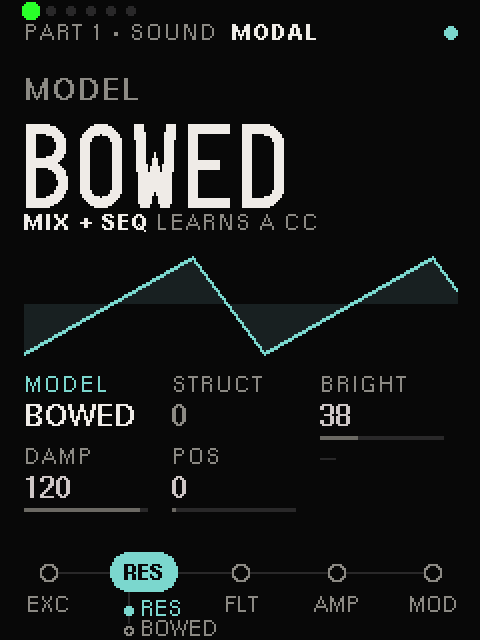 PART 1 · SOUND MODAL
MODEL
BOWED
MIX + SEQ LEARNS A CC
MODEL STRUCT BRIGHT
BOWED 0 38
DAMP POS —
120 0
RES
EXC RES FLT AMP MOD
BOWED